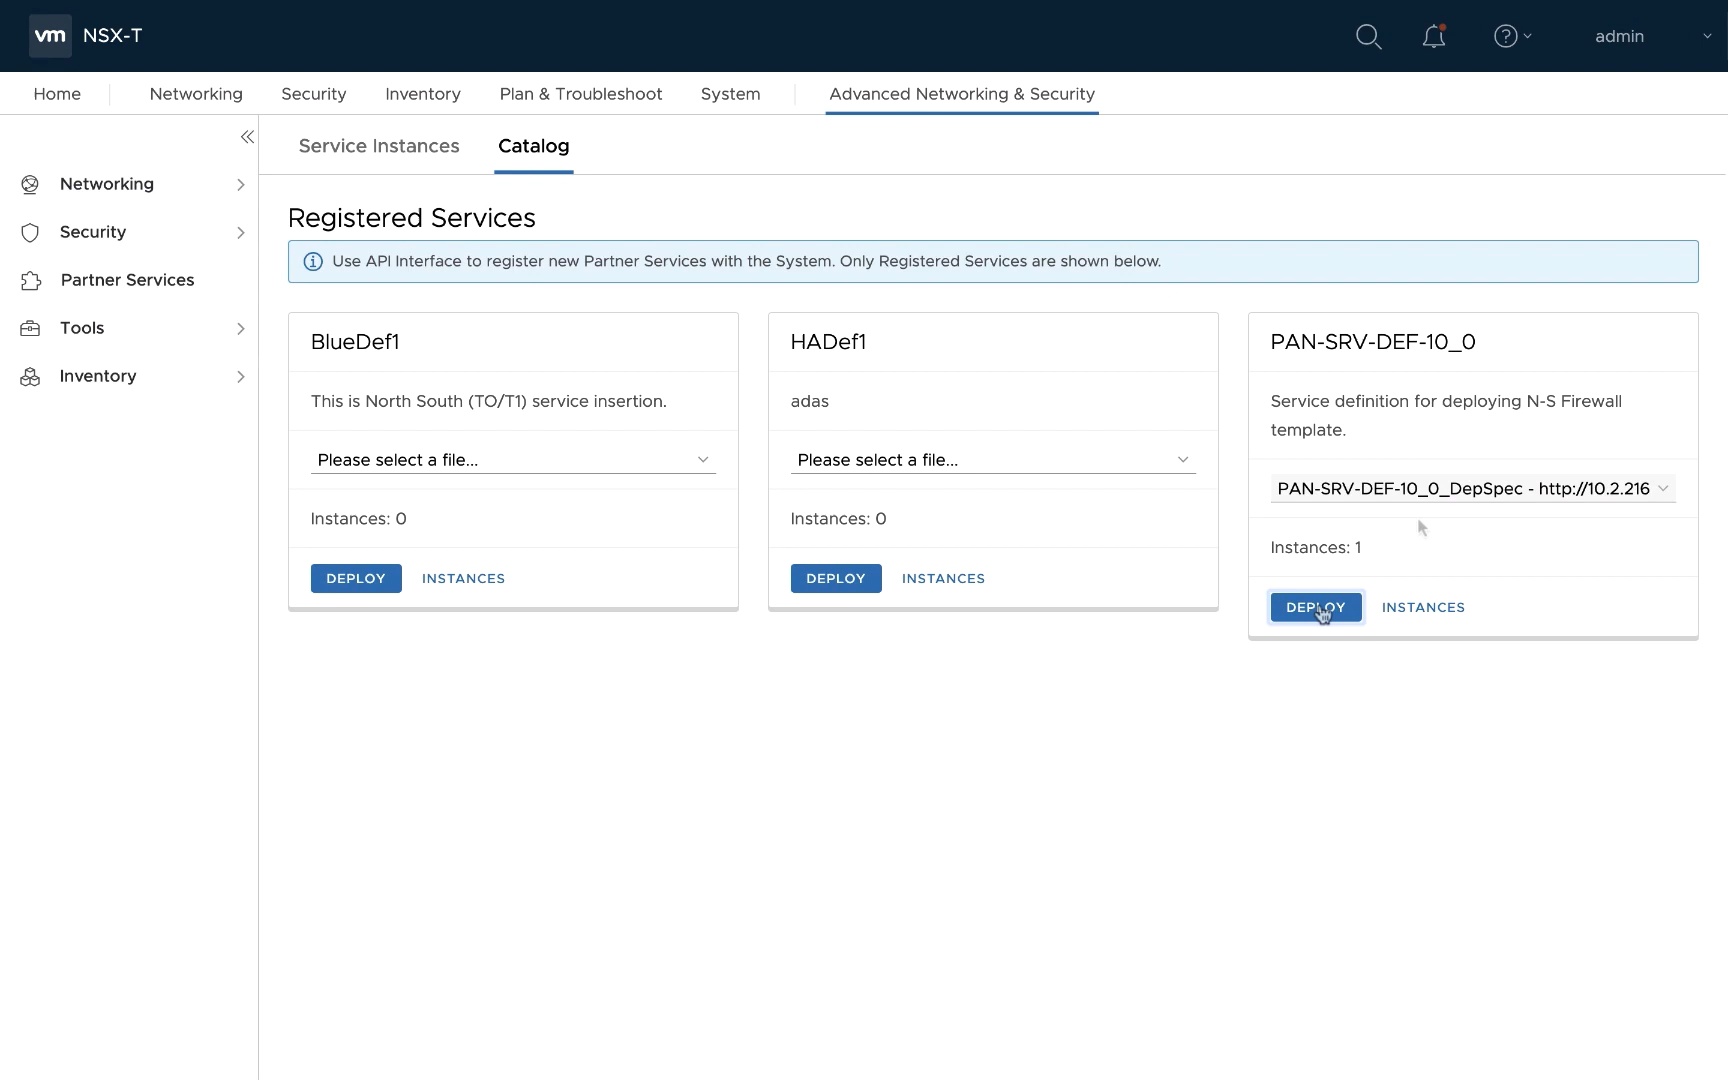 vm NSX-T
admin
Home Networking Security Inventory Plan & Troubleshoot System Advanced Networking & Security
Service Instances Catalog
Networking
Security
Partner Services
Tools
Inventory
Registered Services
Use API Interface to register new Partner Services with the System. Only Registered Services are shown below.
BlueDef1
This is North South (TO/T1) service insertion.
Please select a file...
Instances: 0
DEPLOY INSTANCES
HADef1
adas
Please select a file...
Instances: 0
DEPLOY INSTANCES
PAN-SRV-DEF-10_0
Service definition for deploying N-S Firewall
template.
PAN-SRV-DEF-10_0_DepSpec - http://10.2.216
Instances: 1
DEPLOY INSTANCES